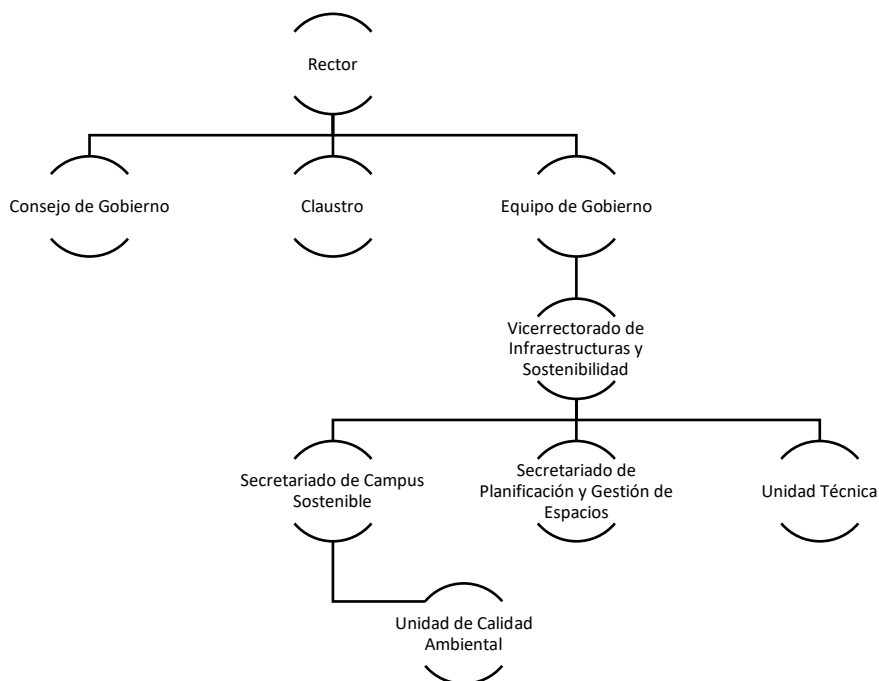 Rector
Consejo de Gobierno
Claustro
Equipo de Gobierno
Vicerrectorado de
Infraestructuras y
Sostenibilidad
Secretariado de Campus
Sostenible
Secretariado de
Planificación y Gestión de
Espacios
Unidad Técnica
Unidad de Calidad
Ambiental